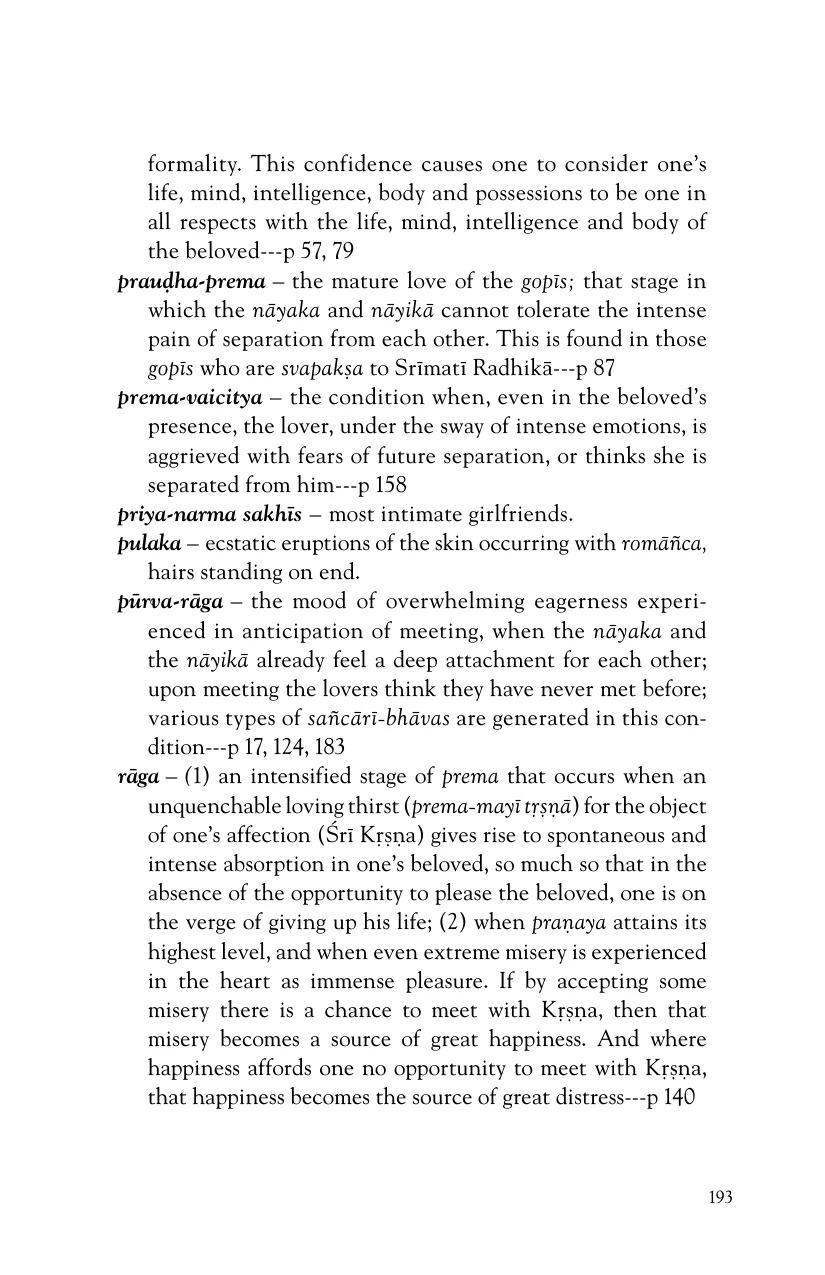 formality. This confidence causes one to consider one’s
life, mind, intelligence, body and possessions to be one in
all respects with the life, mind, intelligence and body of
the beloved---p 57, 79
prauḍha-prema – the mature love of the gopīs; that stage in
which the nāyaka and nāyikā cannot tolerate the intense
pain of separation from each other. This is found in those
gopīs who are svapakṣa to Srīmatī Radhikā---p 87
prema-vaicitya – the condition when, even in the beloved’s
presence, the lover, under the sway of intense emotions, is
aggrieved with fears of future separation, or thinks she is
separated from him---p 158
priya-narma sakhīs – most intimate girlfriends.
pulaka – ecstatic eruptions of the skin occurring with romāñca,
hairs standing on end.
pūrva-rāga – the mood of overwhelming eagerness experi-
enced in anticipation of meeting, when the nāyaka and
the nāyikā already feel a deep attachment for each other;
upon meeting the lovers think they have never met before;
various types of sañcārī-bhāvas are generated in this con-
dition---p 17, 124, 183
rāga – (1) an intensified stage of prema that occurs when an
unquenchable loving thirst (prema-mayī tṛṣṇā) for the object
of one’s affection (Śrī Kṛṣṇa) gives rise to spontaneous and
intense absorption in one’s beloved, so much so that in the
absence of the opportunity to please the beloved, one is on
the verge of giving up his life; (2) when praṇaya attains its
highest level, and when even extreme misery is experienced
in the heart as immense pleasure. If by accepting some
misery there is a chance to meet with Kṛṣṇa, then that
misery becomes a source of great happiness. And where
happiness affords one no opportunity to meet with Kṛṣṇa,
that happiness becomes the source of great distress---p 140
193